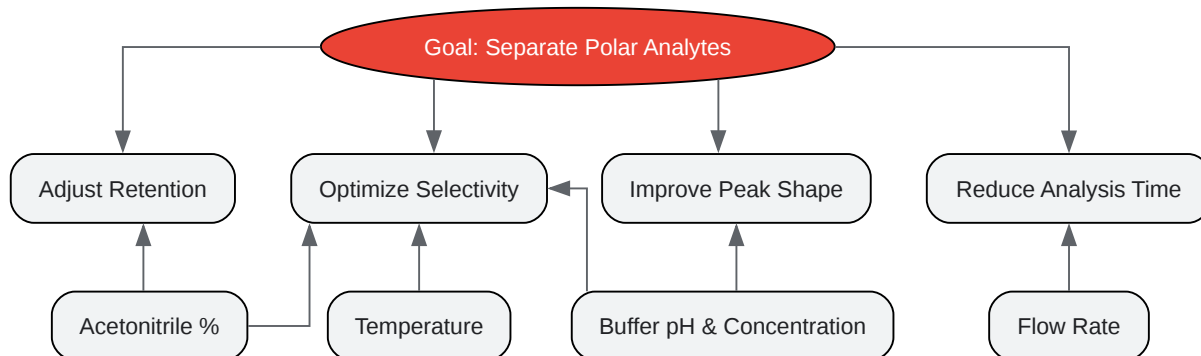 Goal: Separate Polar Analytes
Adjust Retention
Optimize Selectivity
Improve Peak Shape
Reduce Analysis Time
Acetonitrile %
Temperature
Buffer pH & Concentration
Flow Rate